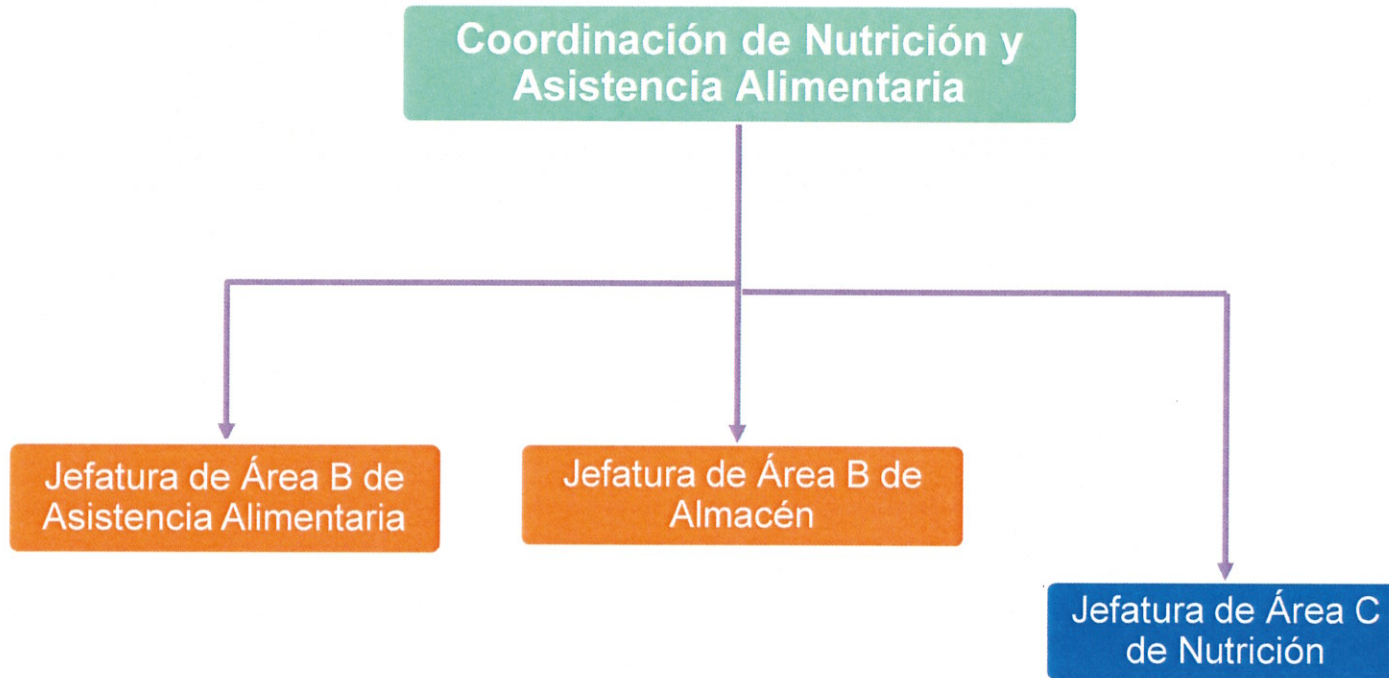 Coordinación de Nutrición y
Asistencia Alimentaria
Jefatura de Área B de
Asistencia Alimentaria
Jefatura de Área B de
Almacén
Jefatura de Área C
de Nutrición